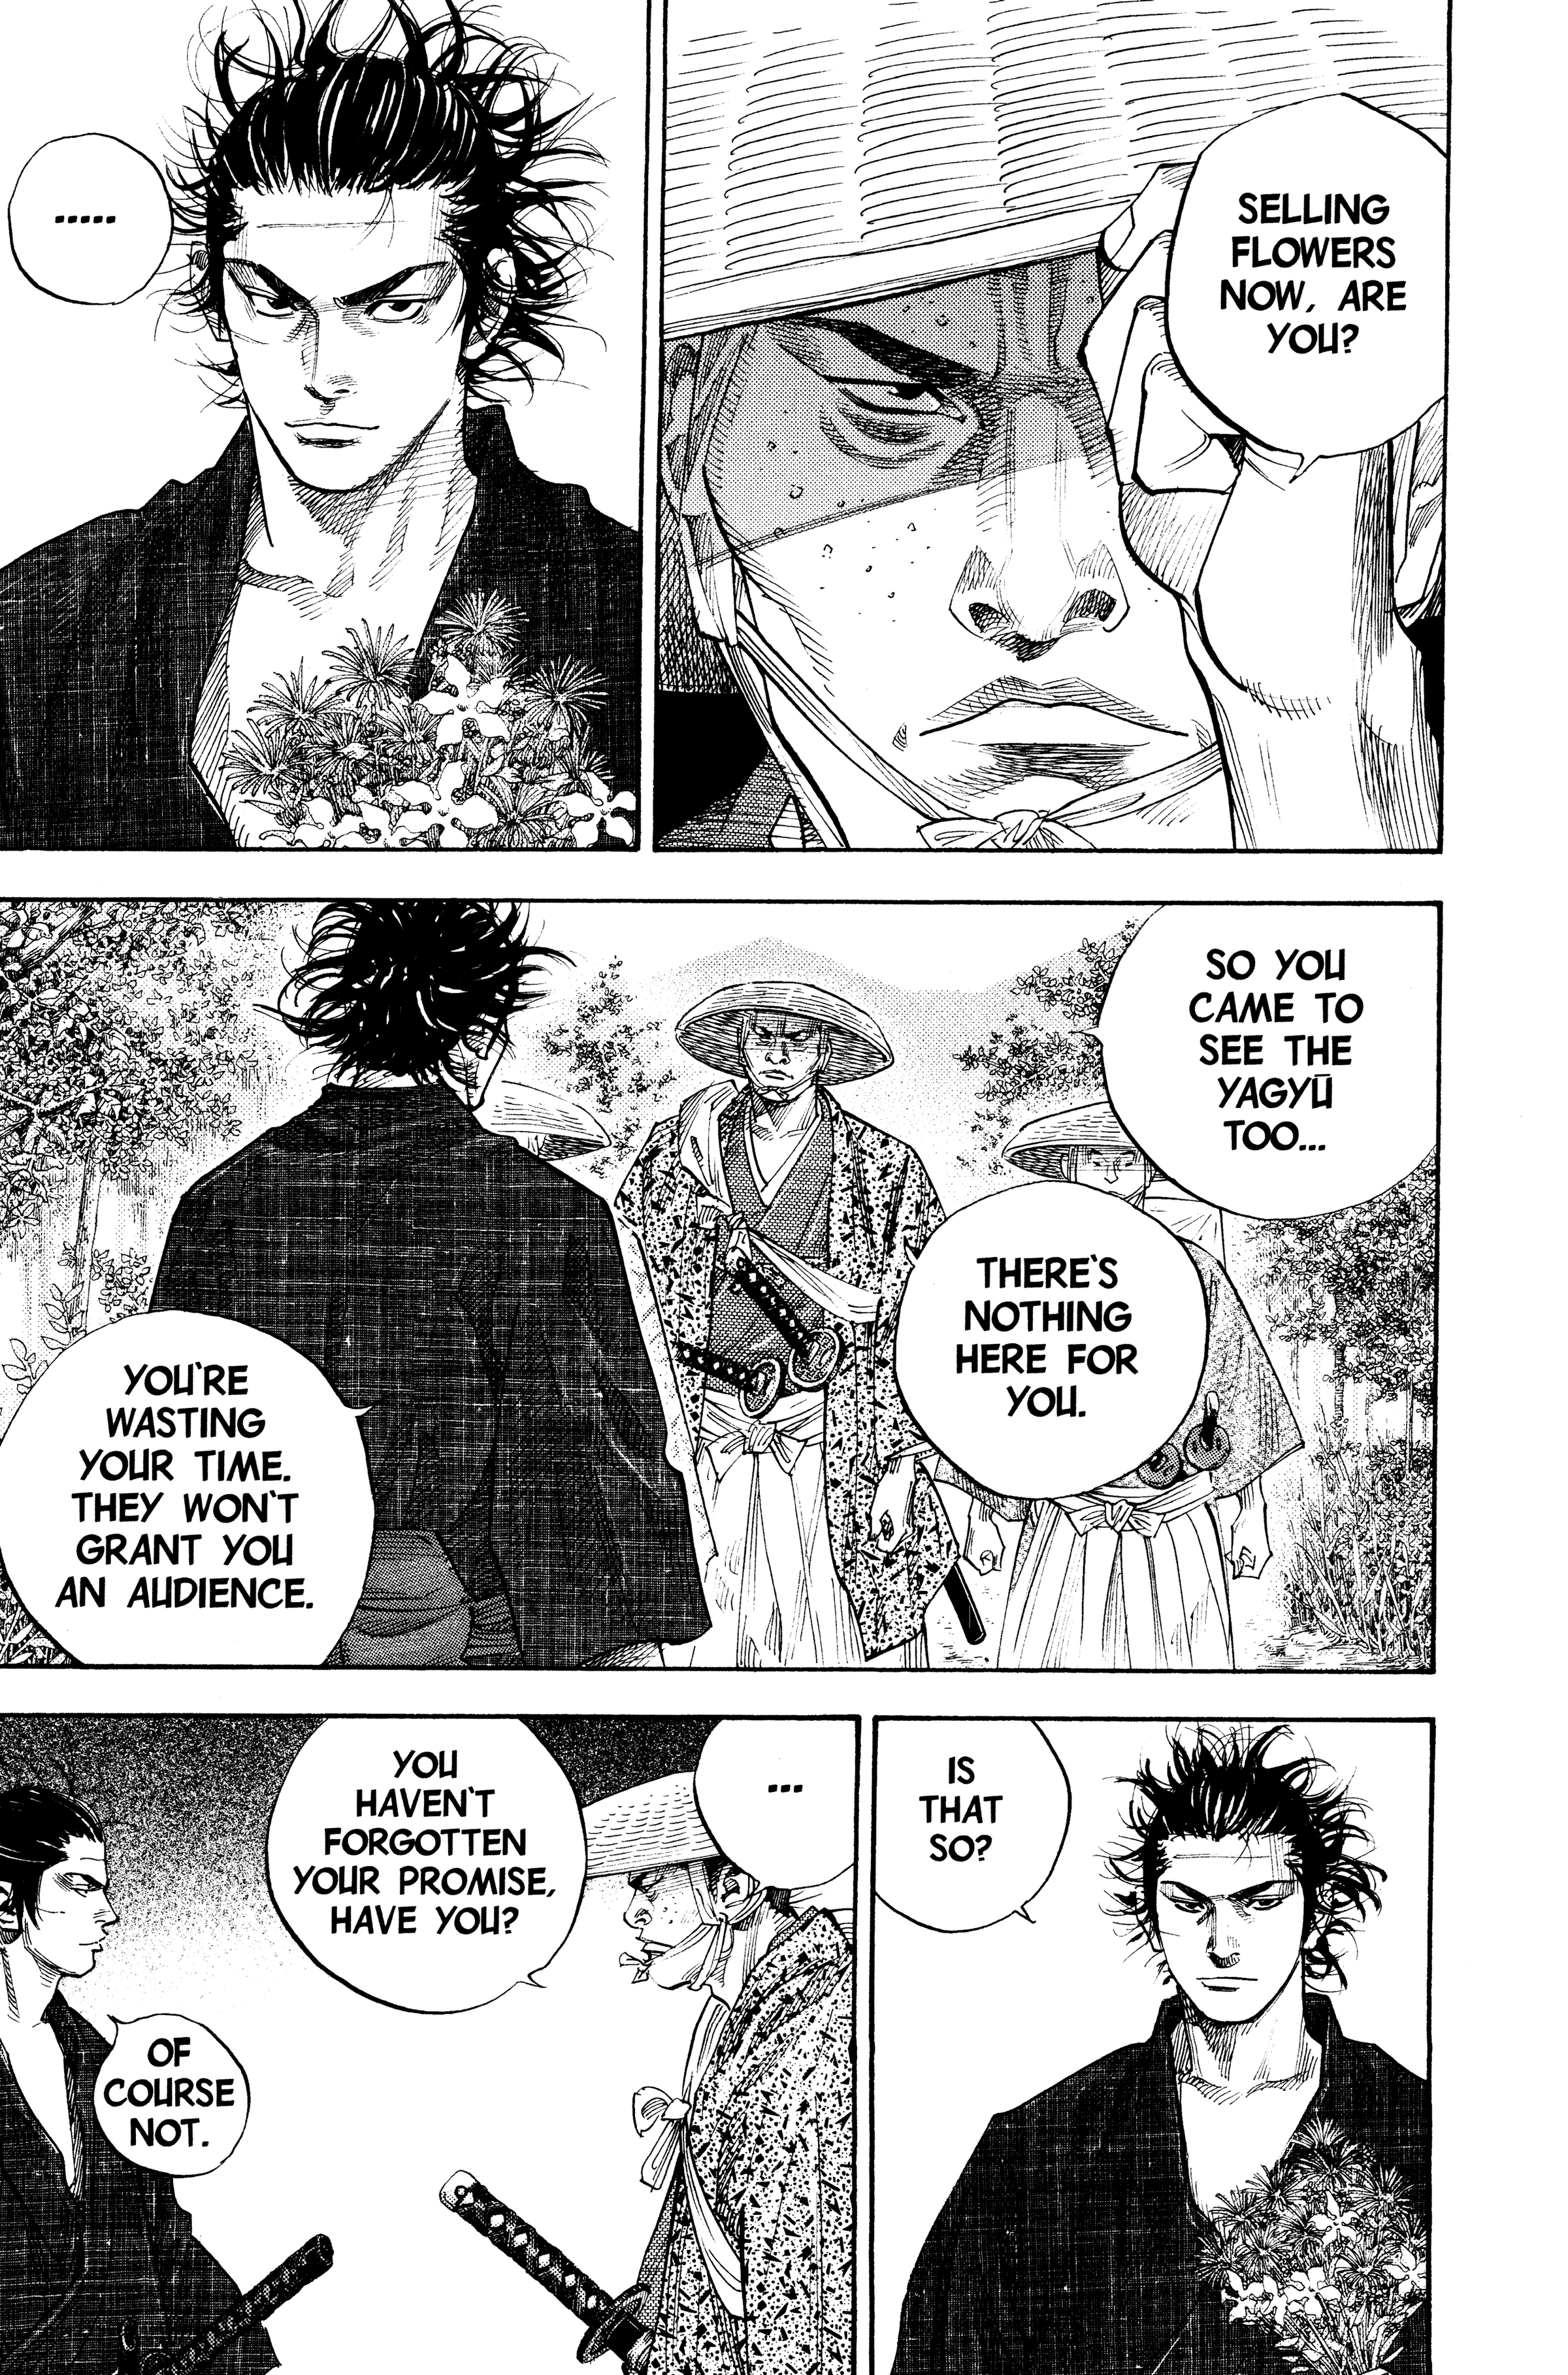 SELLING
FLOWERS
NOW, ARE
YOU?
.....
SO YOU
CAME TO
SEE THE
YAGYŪ
TOO...
THERE'S
NOTHING
HERE FOR
YOU.
YOU'RE
WASTING
YOUR TIME.
THEY WON'T
GRANT YOU
AN AUDIENCE.
IS
THAT
SO?
...
YOU
HAVEN'T
FORGOTTEN
YOUR PROMISE,
HAVE YOU?
OF
COURSE
NOT.